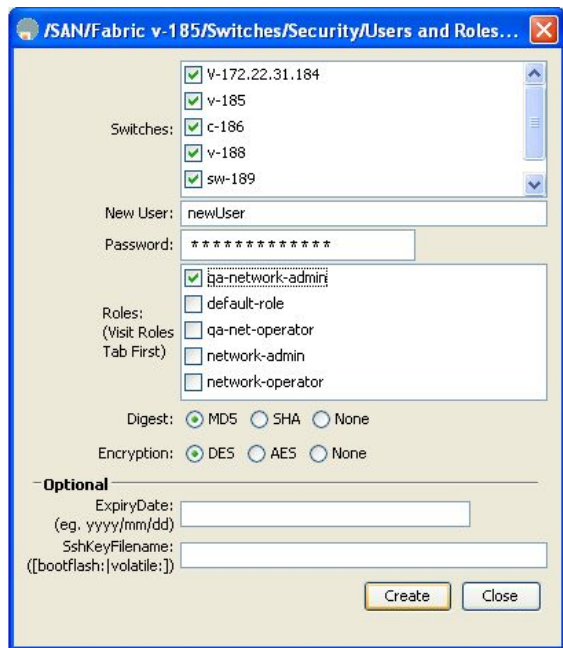 /SAN/Fabric v-185/Switches/Security/Users and Roles...
Switches:
V-172.22.31.184
v-185
c-186
v-188
sw-189
New User: newUser
Password: *************
Roles:
(Visit Roles
Tab First)
qa-network-admin
default-role
qa-net-operator
network-admin
network-operator
Digest: MD5 SHA None
Encryption: DES AES None
Optional
ExpiryDate:
(eg. yyyy/mm/dd)
SshKeyFilename:
([bootflash:|volatile:])
Create Close